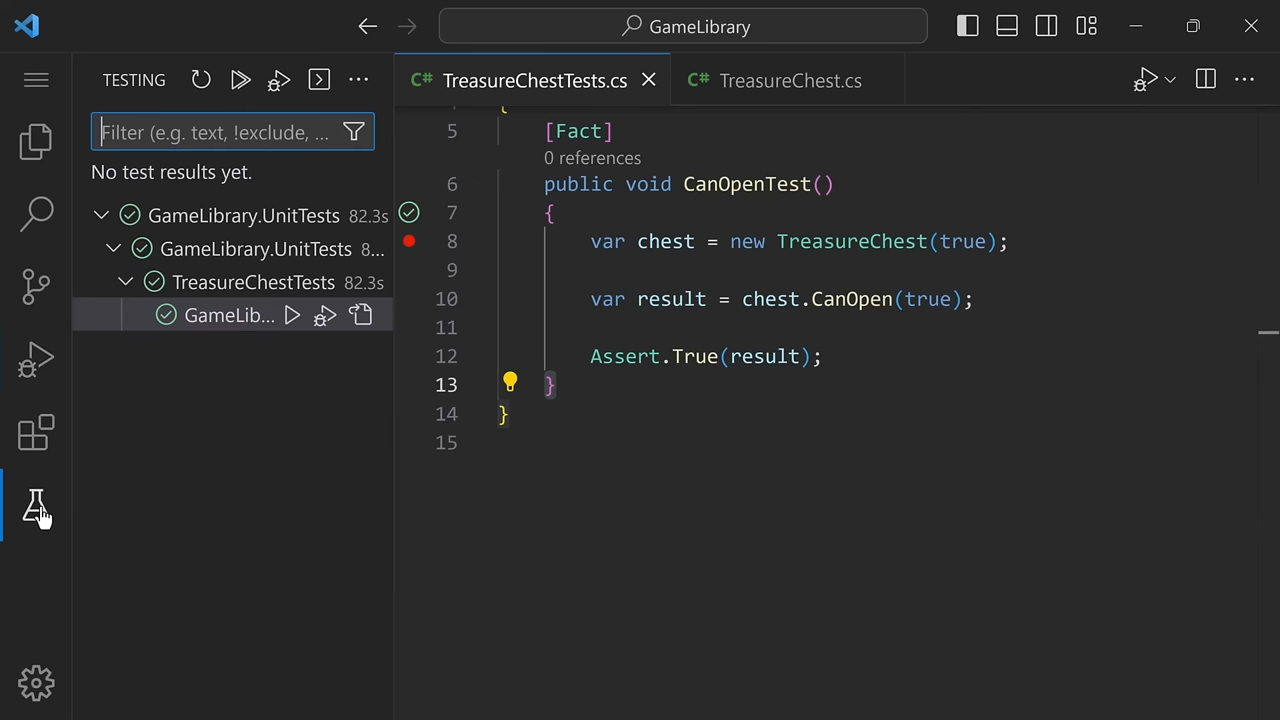 GameLibrary
TESTING
TreasureChestTests.cs
TreasureChest.cs
Filter (e.g. text, !exclude, ...
No test results yet.
GameLibrary.UnitTests 82.3s
GameLibrary.UnitTests 8...
TreasureChestTests 82.3s
GameLib...
5 [Fact]
0 references
6 public void CanOpenTest()
7 {
8 var chest = new TreasureChest(true);
9
10 var result = chest.CanOpen(true);
11
12 Assert.True(result);
13 }
14 }
15